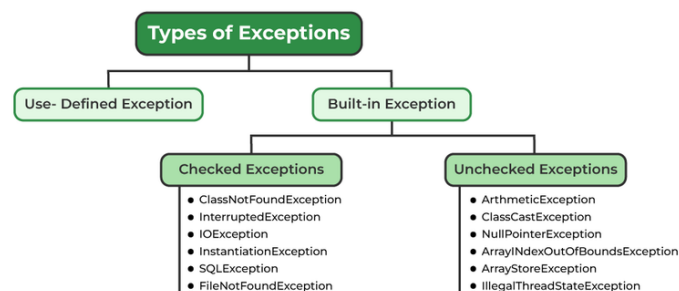 Types of Exceptions
Use- Defined Exception
Built-in Exception
Checked Exceptions
ClassNotFoundException
InterruptedException
IOException
InstantiationException
SQLException
FileNotFoundException
Unchecked Exceptions
ArthmeticException
ClassCastException
NullPointerException
ArrayINdexOutOfBoundsException
ArrayStoreException
IllegalThreadStateException